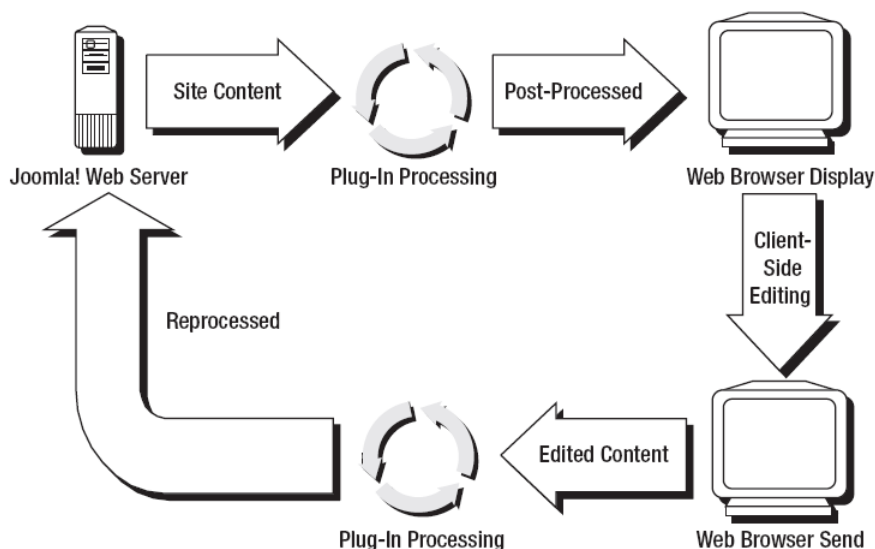 Site Content
Post-Processed
Joomla! Web Server
Plug-In Processing
Web Browser Display
Client-
Side
Editing
Reprocessed
Edited Content
Plug-In Processing
Web Browser Send